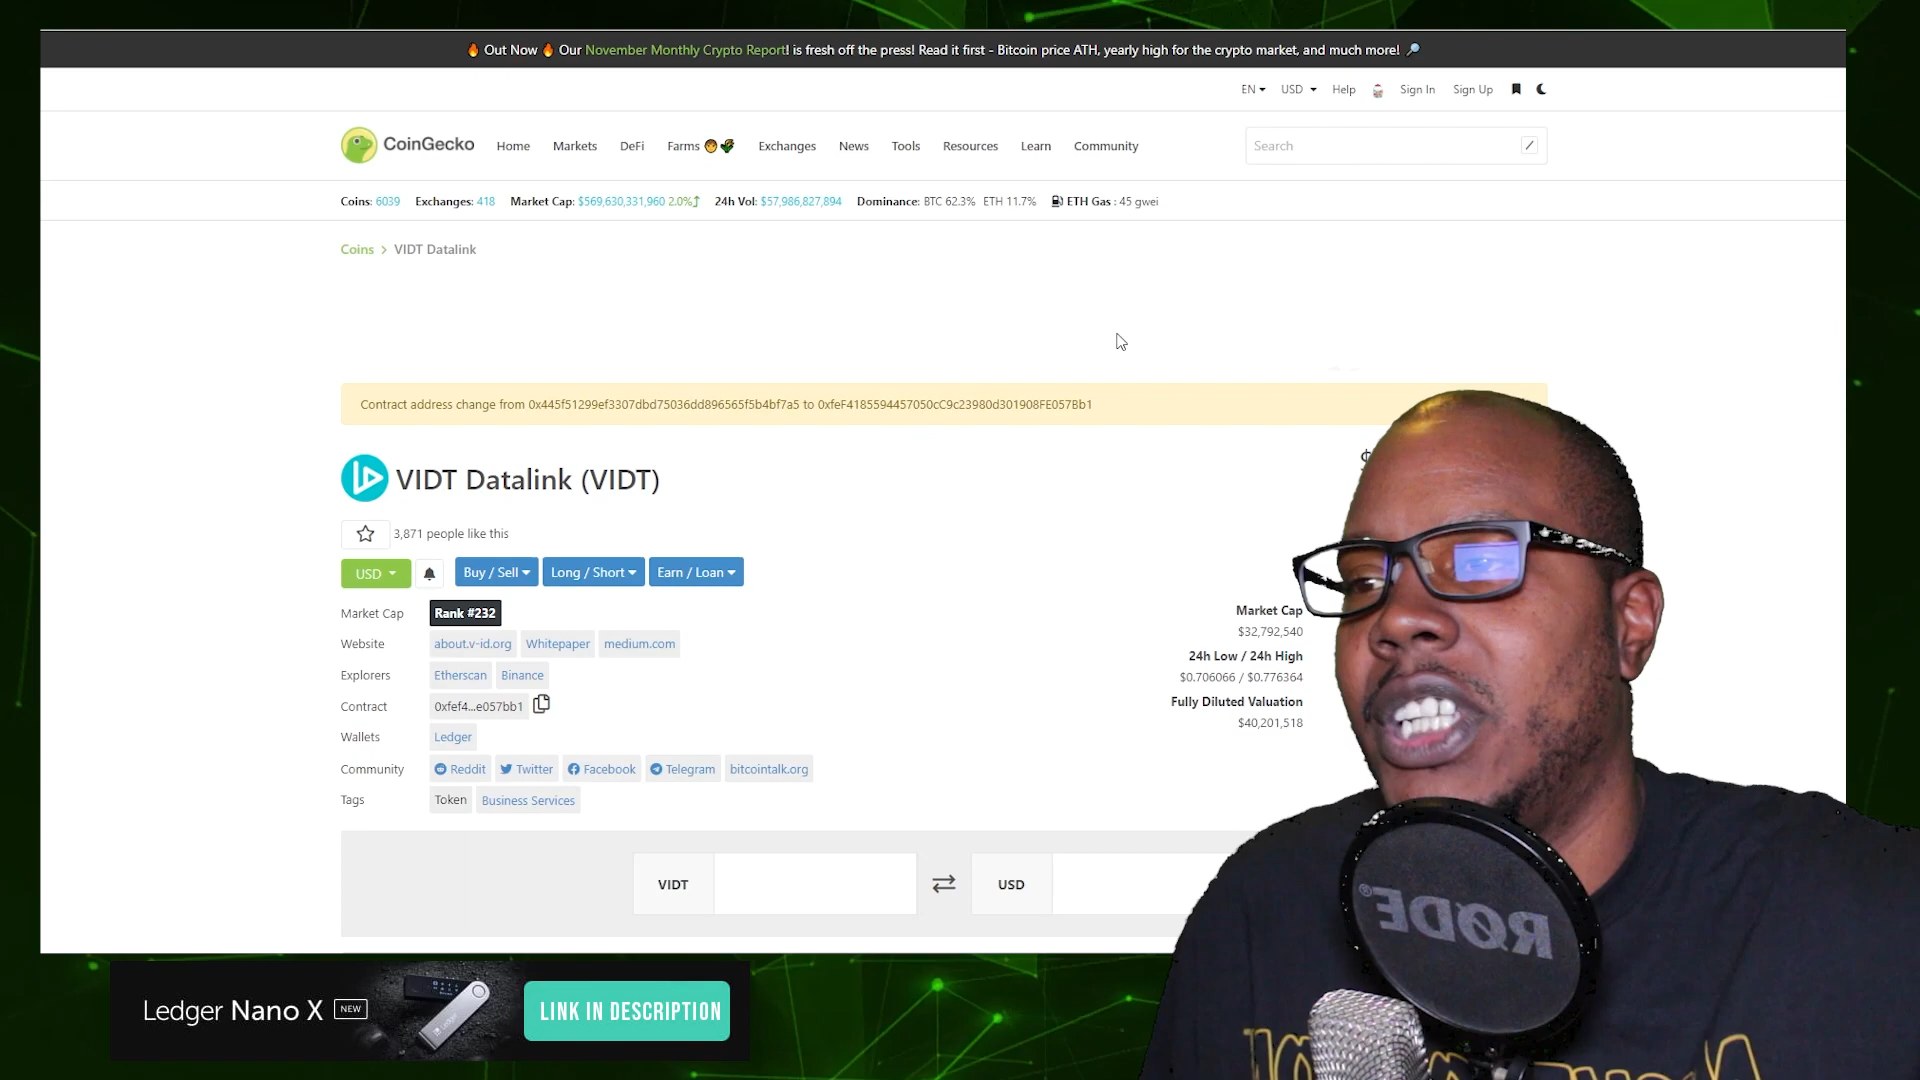 🔥 Out Now 🔥 Our November Monthly Crypto Report! is fresh off the press! Read it first - Bitcoin price ATH, yearly high for the crypto market, and much more! 🔎
EN USD Help Sign In Sign Up
CoinGecko Home Markets DeFi Farms Exchanges News Tools Resources Learn Community Search /
Coins: 6039 Exchanges: 418 Market Cap: $569,630,331,960 2.0% 24h Vol: $57,986,827,894 Dominance: BTC 62.3% ETH 11.7% ETH Gas : 45 gwei
Coins > VIDT Datalink
Contract address change from 0x445f51299ef3307dbd75036dd896565f5b4bf7a5 to 0xfeF4185594457050cC9c23980d301908FE057Bb1
VIDT Datalink (VIDT)
3,871 people like this
USD Buy / Sell Long / Short Earn / Loan
Market Cap Rank #232
Website about.v-id.org Whitepaper medium.com
Explorers Etherscan Binance
Contract 0xfef4...e057bb1
Wallets Ledger
Community Reddit Twitter Facebook Telegram bitcointalk.org
Tags Token Business Services
Market Cap
$32,792,540
24h Low / 24h High
$0.706066 / $0.776364
Fully Diluted Valuation
$40,201,518
VIDT USD
RØDE®
Ledger Nano X NEW
LINK IN DESCRIPTION